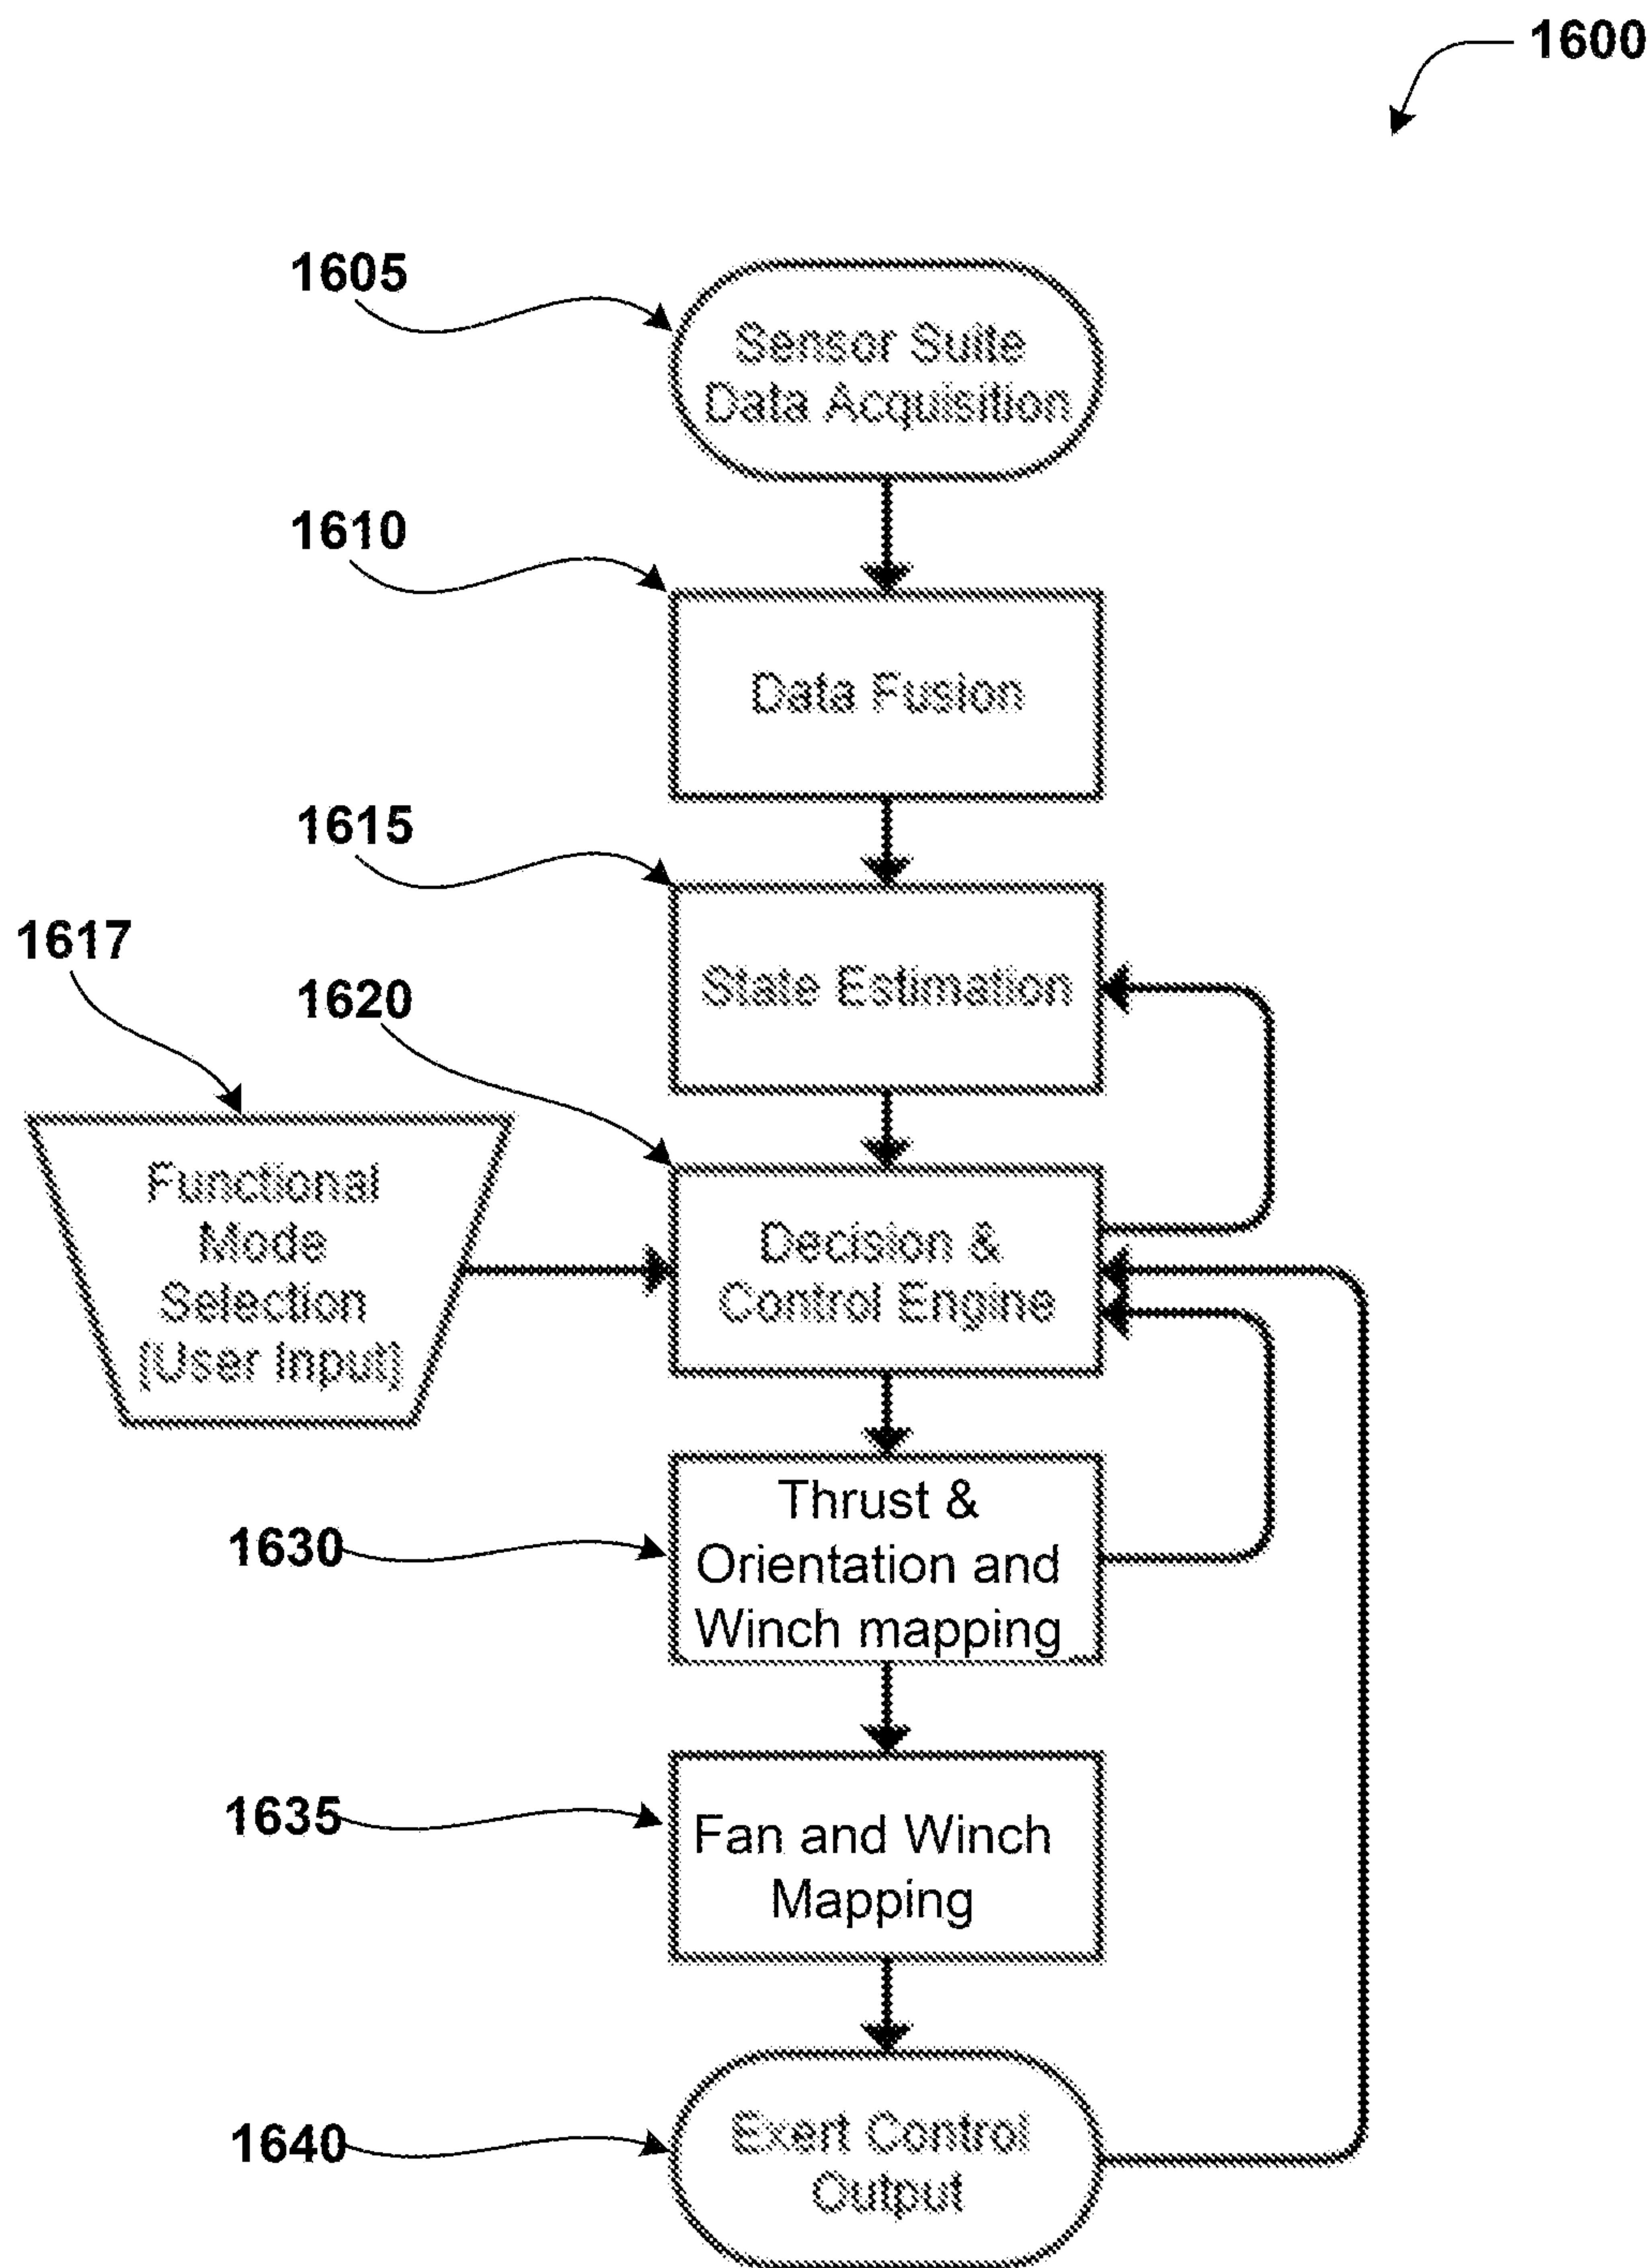 1600
1605
Sensor Suite
Data Acquisition
1610
Data Fusion
1615
State Estimation
1617
1620
Functional
Mode
Selection
[User Input]
Decision &
Control Engine
1630
Thrust &
Orientation and
Winch mapping
1635
Fan and Winch
Mapping
1640
Exert Control
Output